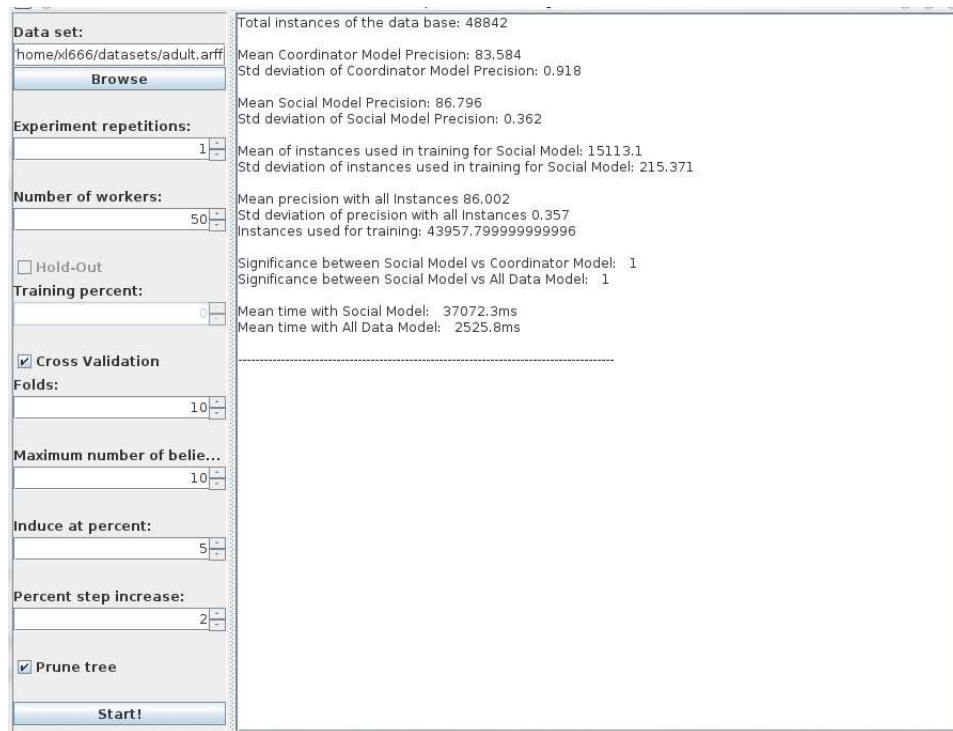 Data set:
'home/xl666/datasets/adult.arff
Browse
Experiment repetitions:
1
Number of workers:
50
Hold-Out
Training percent:
0
Cross Validation
Folds:
10
Maximum number of belie...
10
Induce at percent:
5
Percent step increase:
2
Prune tree
Start!
Total instances of the data base: 48842
Mean Coordinator Model Precision: 83.584
Std deviation of Coordinator Model Precision: 0.918
Mean Social Model Precision: 86.796
Std deviation of Social Model Precision: 0.362
Mean of instances used in training for Social Model: 15113.1
Std deviation of instances used in training for Social Model: 215.371
Mean precision with all Instances 86.002
Std deviation of precision with all Instances 0.357
Instances used for training: 43957.799999999996
Significance between Social Model vs Coordinator Model: 1
Significance between Social Model vs All Data Model: 1
Mean time with Social Model: 37072.3ms
Mean time with All Data Model: 2525.8ms
--------------------------------------------------------------------------------------------